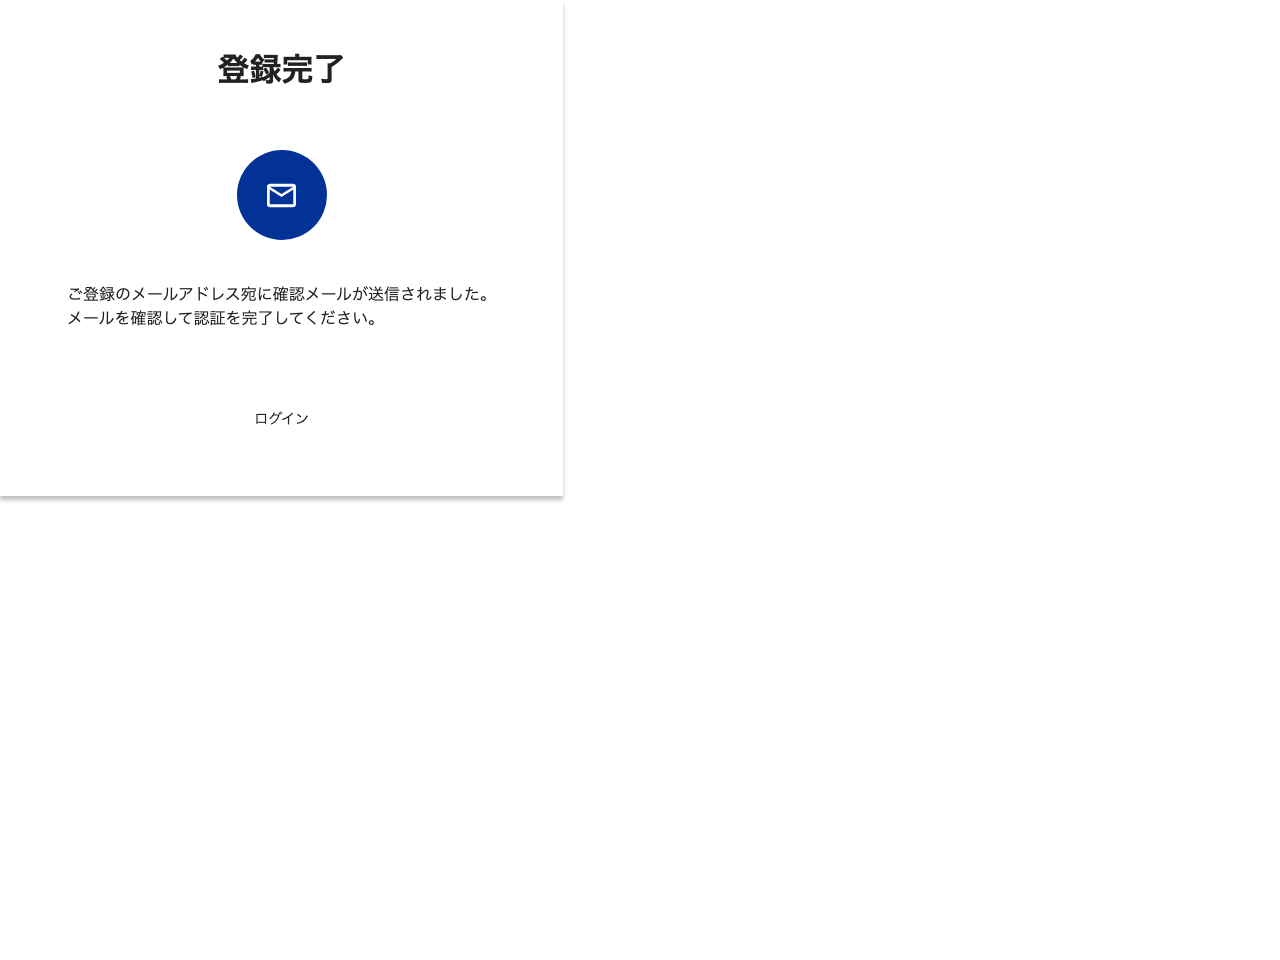 登録完了
ご登録のメールアドレス宛に確認メールが送信されました。
メールを確認して認証を完了してください。
ログイン